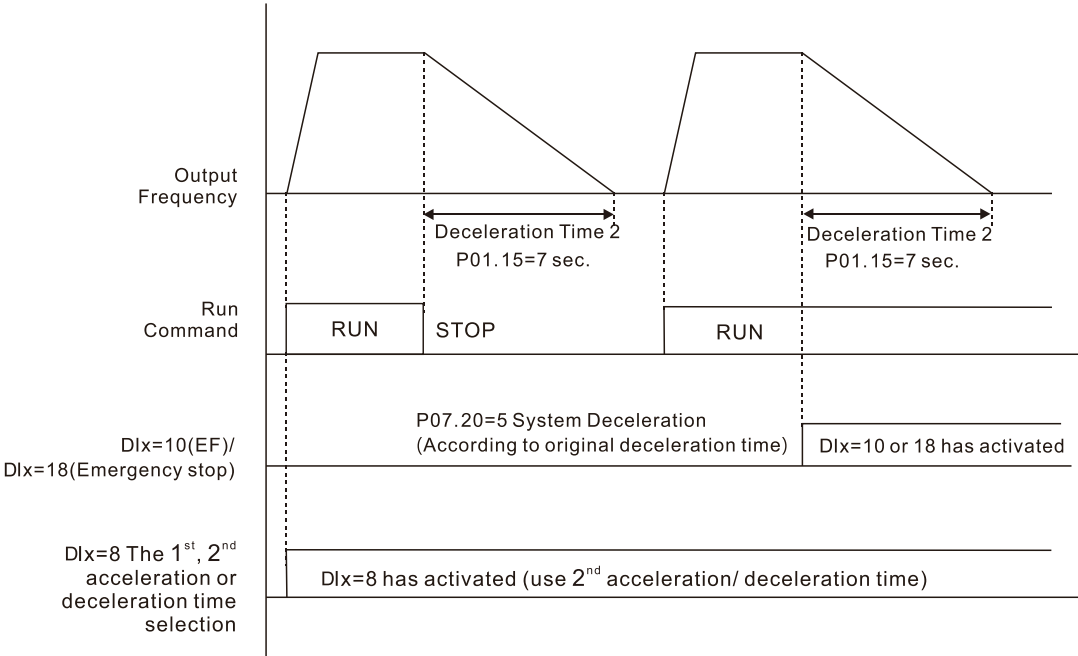 Output
Frequency
Deceleration Time 2
P01.15=7 sec.
Deceleration Time 2
P01.15=7 sec.
Run
Command
RUN
STOP
RUN
P07.20=5 System Deceleration
(According to original deceleration time)
DIx=10(EF)/
DIx=18(Emergency stop)
DIx=10 or 18 has activated
DIx=8 The 1st, 2nd
acceleration or
deceleration time
selection
DIx=8 has activated (use 2nd acceleration/ deceleration time)